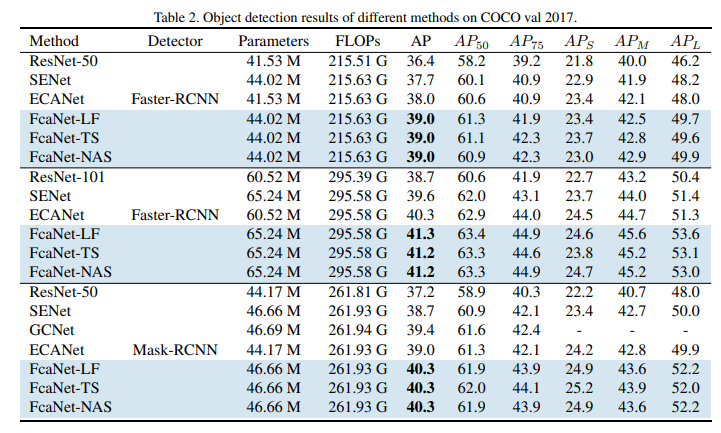 Table 2. Object detection results of different methods on COCO val 2017.
Method Detector Parameters FLOPs AP AP50 AP75 APS APM APL
ResNet-50 41.53 M 215.51 G 36.4 58.2 39.2 21.8 40.0 46.2
SENet 44.02 M 215.63 G 37.7 60.1 40.9 22.9 41.9 48.2
ECANet Faster-RCNN 41.53 M 215.63 G 38.0 60.6 40.9 23.4 42.1 48.0
FcaNet-LF 44.02 M 215.63 G 39.0 61.3 41.9 23.4 42.5 49.7
FcaNet-TS 44.02 M 215.63 G 39.0 61.1 42.3 23.7 42.8 49.6
FcaNet-NAS 44.02 M 215.63 G 39.0 60.9 42.3 23.0 42.9 49.9
ResNet-101 60.52 M 295.39 G 38.7 60.6 41.9 22.7 43.2 50.4
SENet 65.24 M 295.58 G 39.6 62.0 43.1 23.7 44.0 51.4
ECANet Faster-RCNN 60.52 M 295.58 G 40.3 62.9 44.0 24.5 44.7 51.3
FcaNet-LF 65.24 M 295.58 G 41.3 63.4 44.9 24.6 45.6 53.6
FcaNet-TS 65.24 M 295.58 G 41.2 63.3 44.6 23.8 45.2 53.1
FcaNet-NAS 65.24 M 295.58 G 41.2 63.3 44.9 24.7 45.2 53.0
ResNet-50 44.17 M 261.81 G 37.2 58.9 40.3 22.2 40.7 48.0
SENet 46.66 M 261.93 G 38.7 60.9 42.1 23.4 42.7 50.0
GCNet 46.69 M 261.94 G 39.4 61.6 42.4 - - -
ECANet Mask-RCNN 44.17 M 261.93 G 39.0 61.3 42.1 24.2 42.8 49.9
FcaNet-LF 46.66 M 261.93 G 40.3 61.9 43.9 24.9 43.6 52.2
FcaNet-TS 46.66 M 261.93 G 40.3 62.0 44.1 25.2 43.9 52.0
FcaNet-NAS 46.66 M 261.93 G 40.3 61.9 43.9 24.9 43.6 52.2